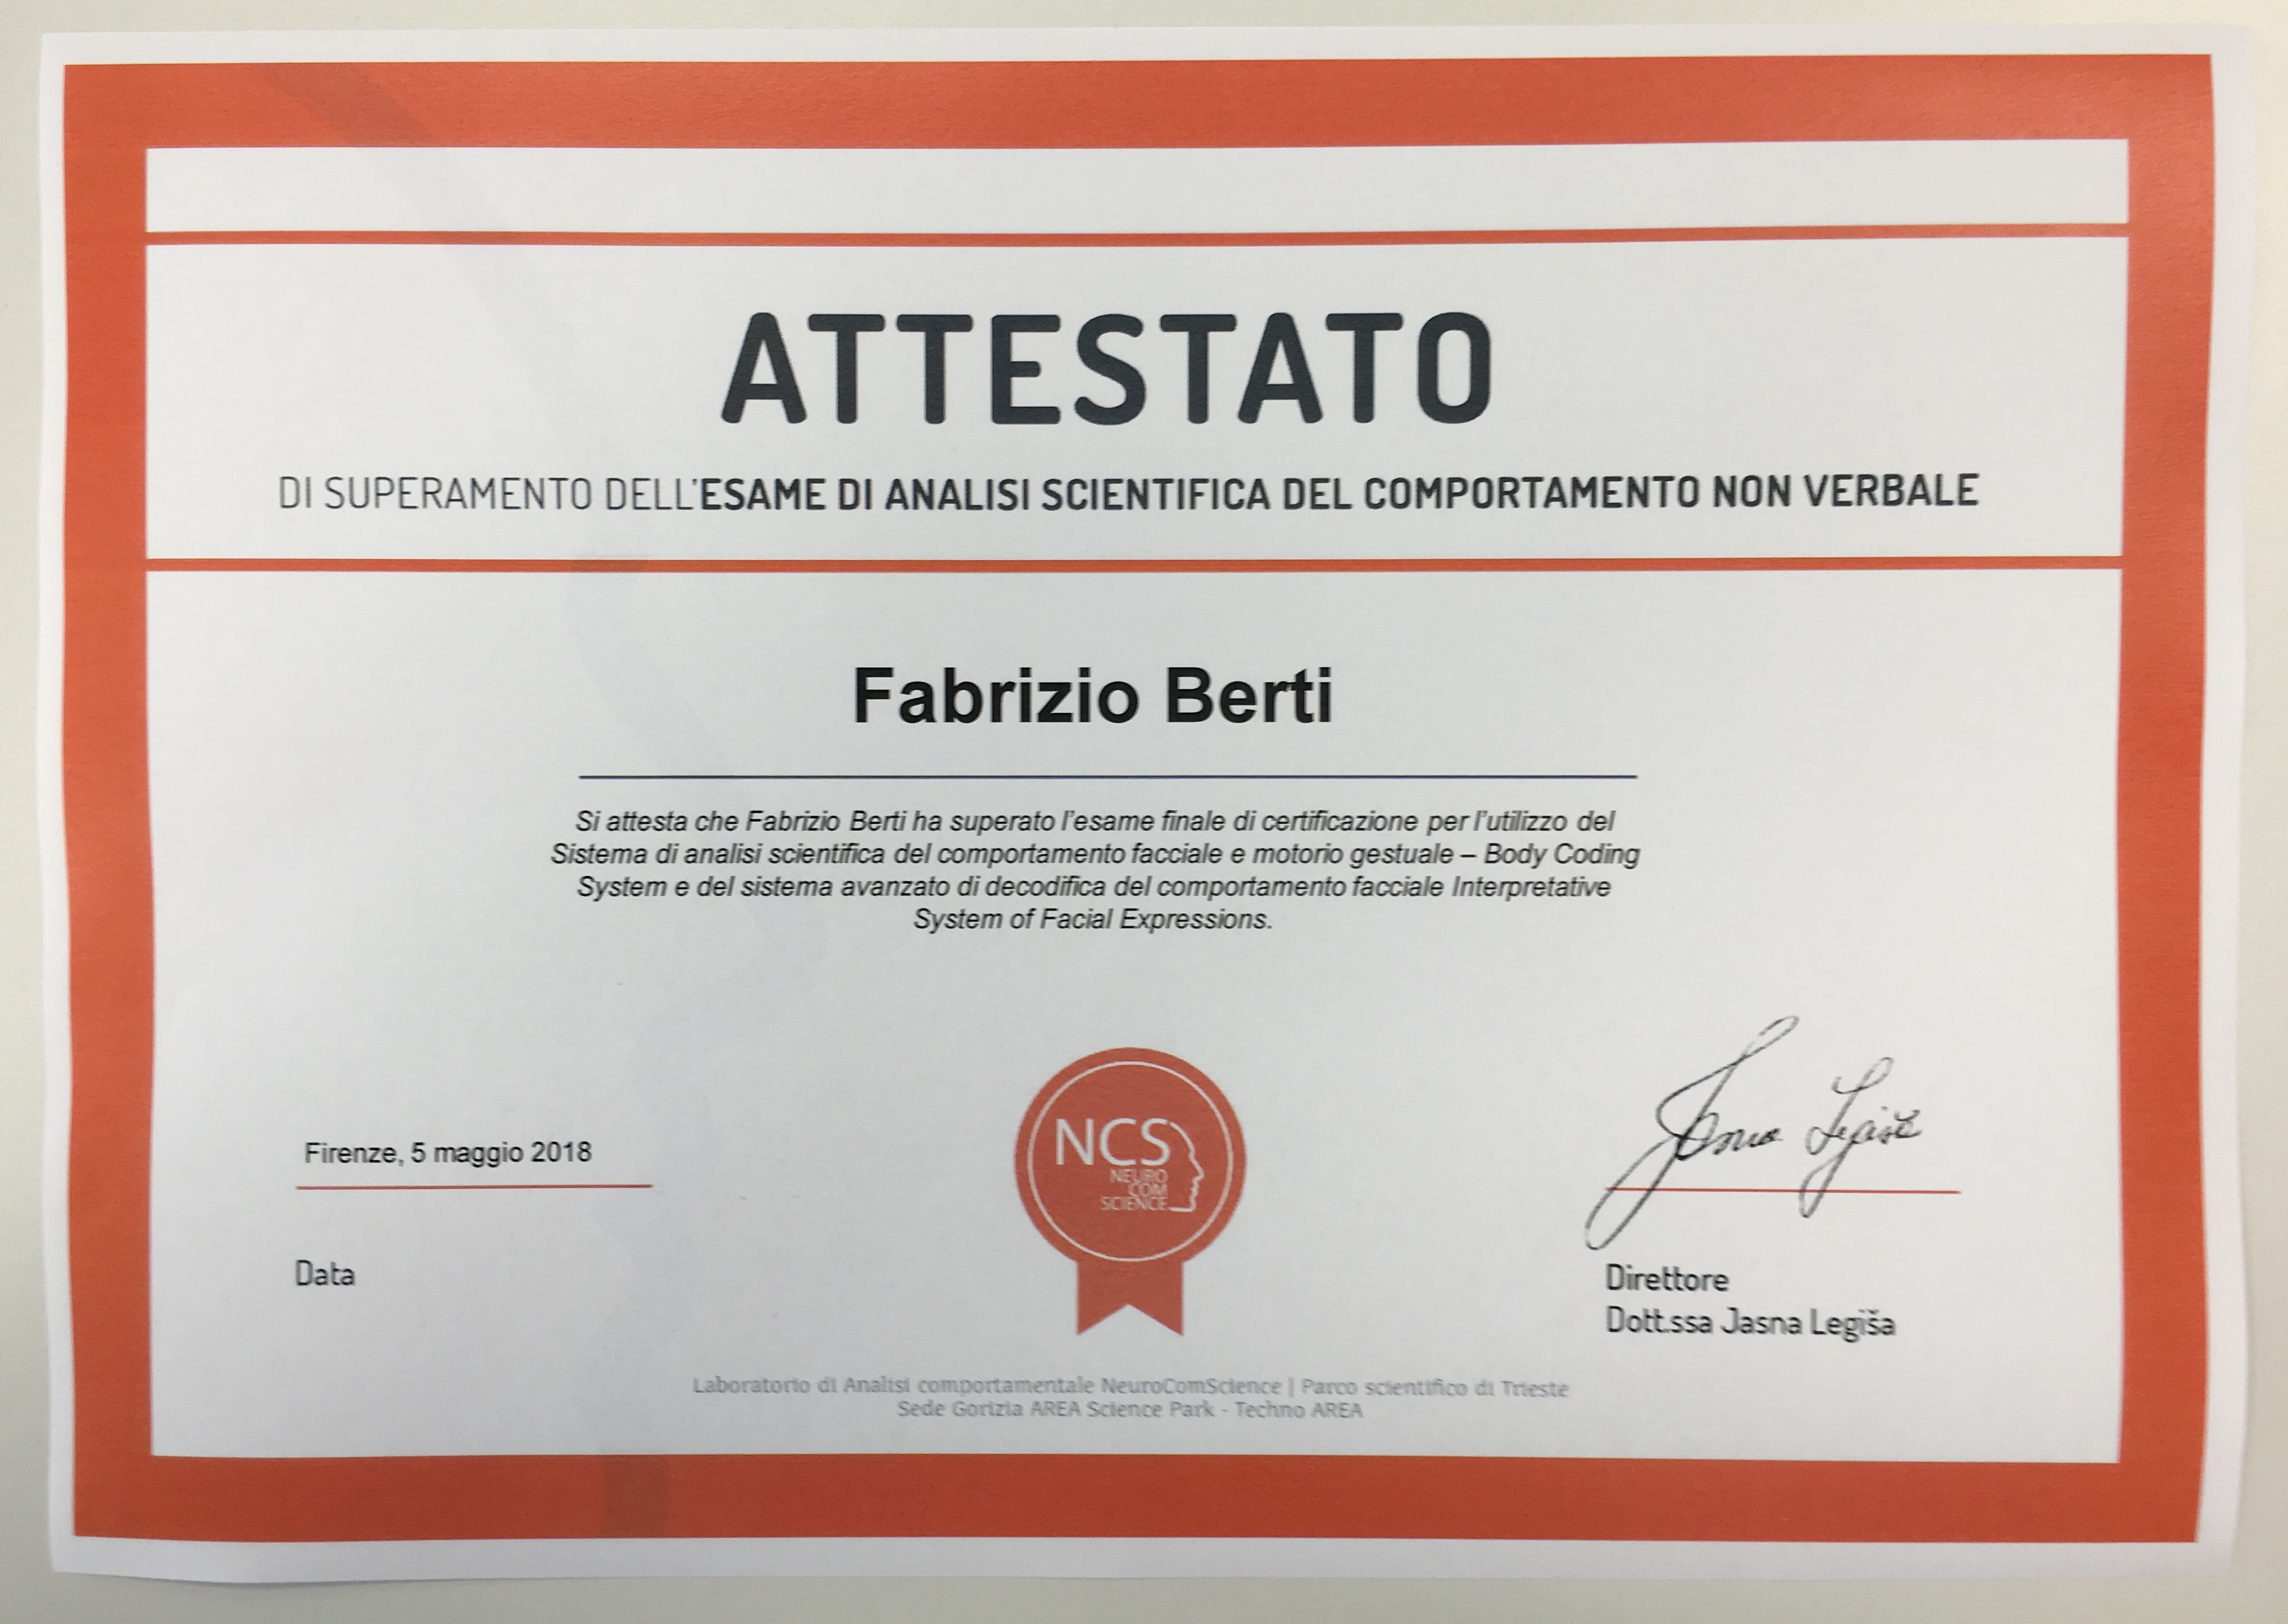 ATTESTATO
DI SUPERAMENTO DELL'ESAME DI ANALISI SCIENTIFICA DEL COMPORTAMENTO NON VERBALE
Fabrizio Berti
Si attesta che Fabrizio Berti ha superato l'esame finale di certificazione per l'utilizzo del
Sistema di analisi scientifica del comportamento facciale e motorio gestuale – Body Coding
System e del sistema avanzato di decodifica del comportamento facciale Interpretative
System of Facial Expressions.
Firenze, 5 maggio 2018
Data
NCS
NEURO
COM
SCIENCE
Jasna Legiša
Direttore
Dott.ssa Jasna Legiša
Laboratorio di Analisi comportamentale NeuroComScience | Parco scientifico di Trieste
Sede Gorizia AREA Science Park - Techno AREA